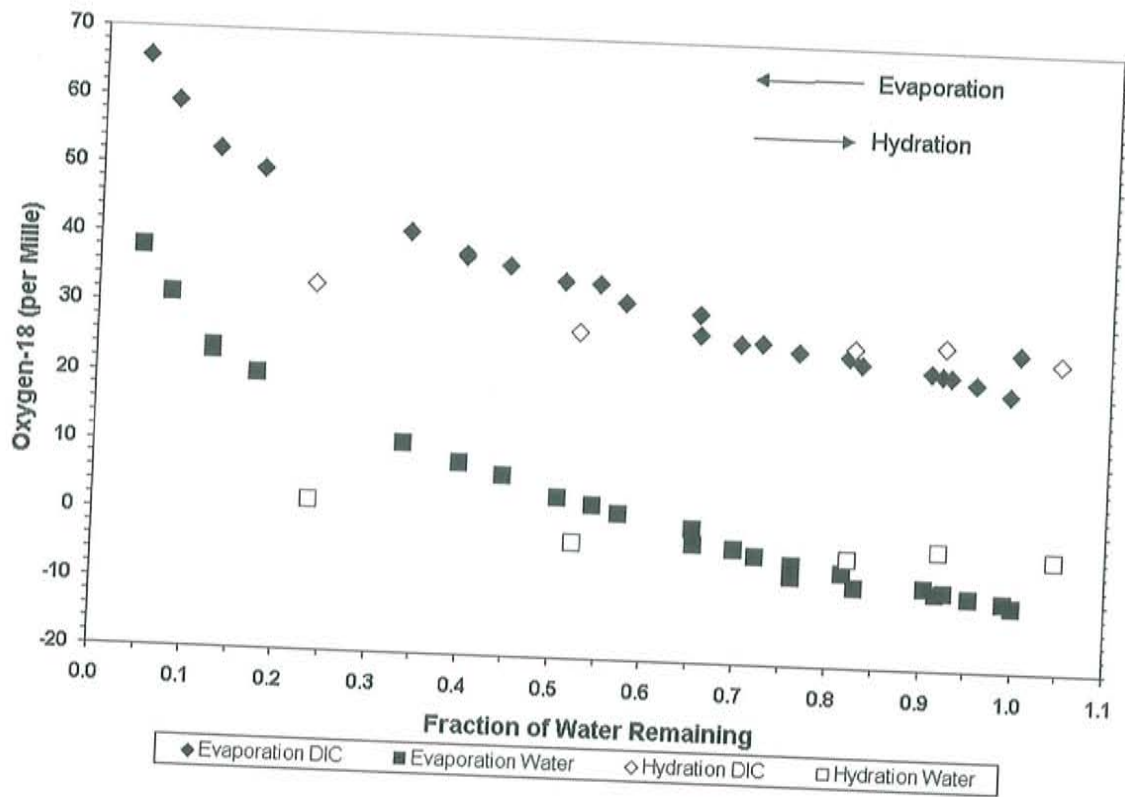 70
60
50
40
30
20
10
0
-10
-20
Oxygen-18 (per Mille)
Evaporation
Hydration
0.0 0.1 0.2 0.3 0.4 0.5 0.6 0.7 0.8 0.9 1.0 1.1
Fraction of Water Remaining
Evaporation DIC Evaporation Water Hydration DIC Hydration Water